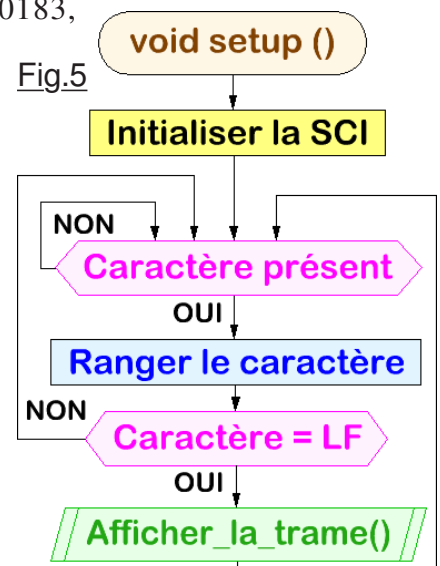 0183,
void setup ()
Fig.5
Initialiser la SCI
NON
Caractère présent
OUI
Ranger le caractère
NON
Caractère = LF
OUI
Afficher_la_trame()